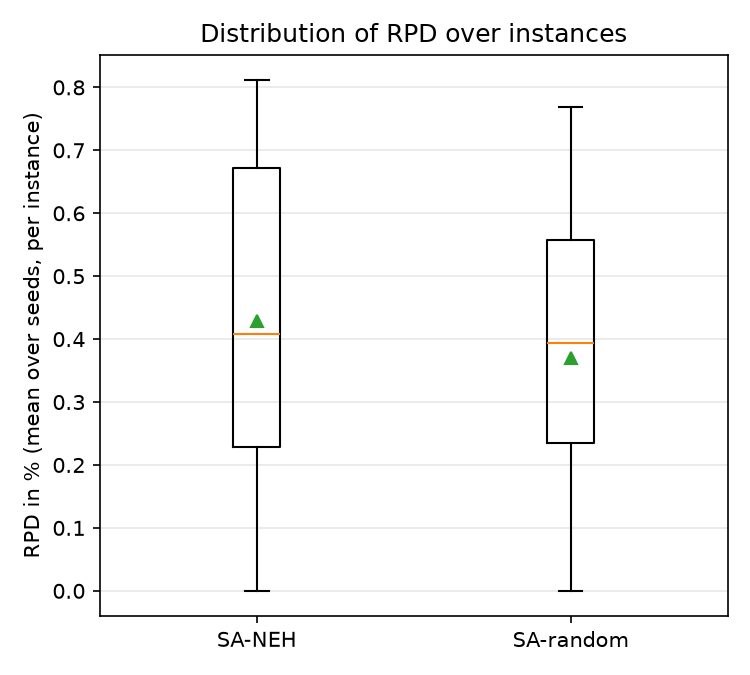 Distribution of RPD over instances
RPD in % (mean over seeds, per instance)
0.8
0.7
0.6
0.5
0.4
0.3
0.2
0.1
0.0
SA-NEH
SA-random